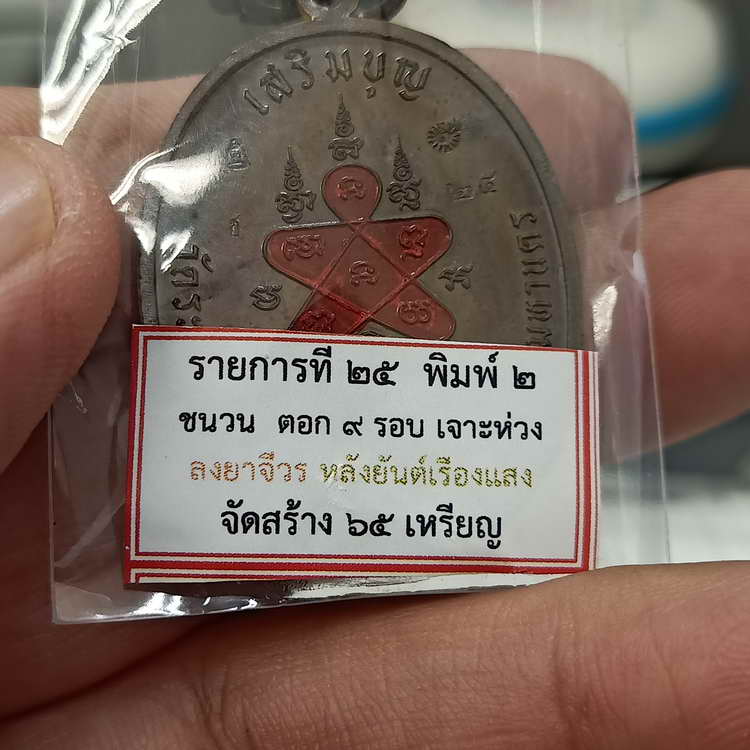 เสริมบุญ
๒๕
รายการที่ ๒๕ พิมพ์ ๒
ชนวน ตอก ๙ รอบ เจาะห่วง
ลงยาจีวร หลังยันต์เรืองแสง
จัดสร้าง ๖๕ เหรียญ